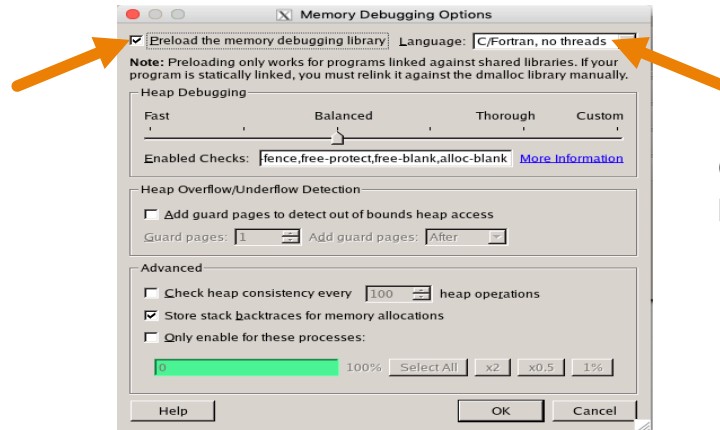 Memory Debugging Options
Preload the memory debugging library Language: C/Fortran, no threads
Note: Preloading only works for programs linked against shared libraries. If your
program is statically linked, you must relink it against the dmalloc library manually.
Heap Debugging
Fast Balanced Thorough Custom
Enabled Checks: -fence,free-protect,free-blank,alloc-blank More Information
Heap Overflow/Underflow Detection
Add guard pages to detect out of bounds heap access
Guard pages: 1 Add guard pages: After
Advanced
Check heap consistency every 100 heap operations
Store stack backtraces for memory allocations
Only enable for these processes:
0 100% Select All x2 x0.5 1%
Help OK Cancel